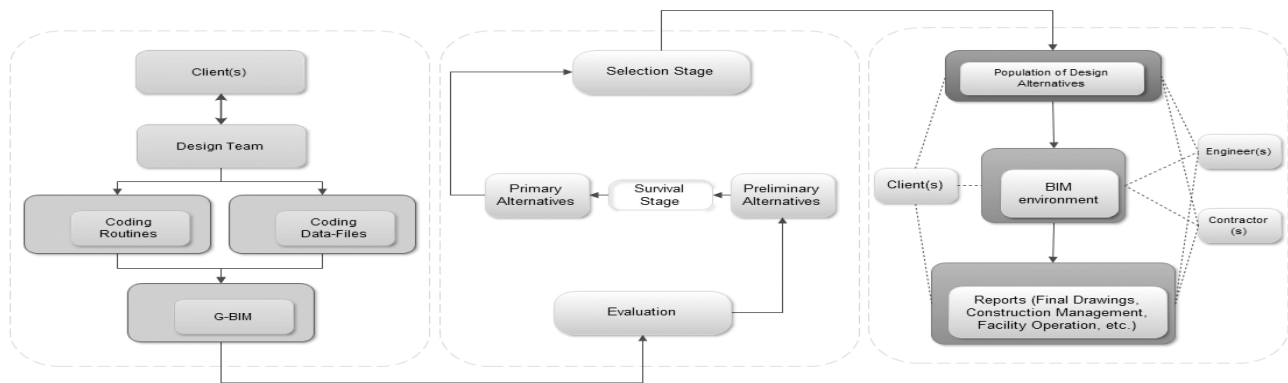 Client(s)
Design Team
Coding
Routines
Coding
Data-Files
G-BIM
Selection Stage
Primary
Alternatives
Survival
Stage
Preliminary
Alternatives
Evaluation
Population of Design
Alternatives
Client(s)
BIM
environment
Engineer(s)
Contractor
(s)
Reports (Final Drawings,
Construction Management,
Facility Operation, etc.)